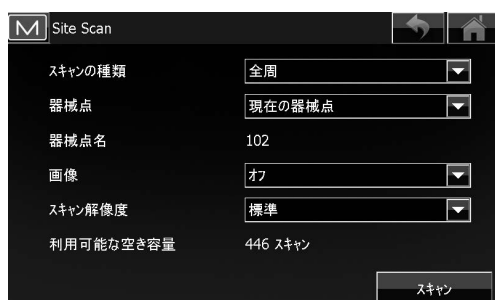 M Site Scan
スキャンの種類 全周
器械点 現在の器械点
器械点名 102
画像 オフ
スキャン解像度 標準
利用可能な空き容量 446 スキャン
スキャン